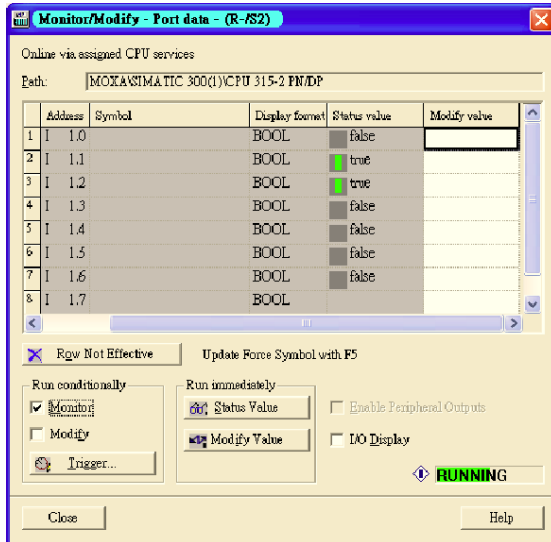 Monitor/Modify - Port data - (R-/S2)
Online via assigned CPU services
Path: MOXA\SIMATIC 300(1)\CPU 315-2 PN/DP
Address Symbol Display format Status value Modify value
1 I 1.0 BOOL false
2 I 1.1 BOOL true
3 I 1.2 BOOL true
4 I 1.3 BOOL false
5 I 1.4 BOOL false
6 I 1.5 BOOL false
7 I 1.6 BOOL false
8 I 1.7 BOOL
Row Not Effective Update Force Symbol with F5
Run conditionally Run immediately
Monitor Status Value Enable Peripheral Outputs
Modify Modify Value I/O Display
Trigger... RUNNING
Close Help